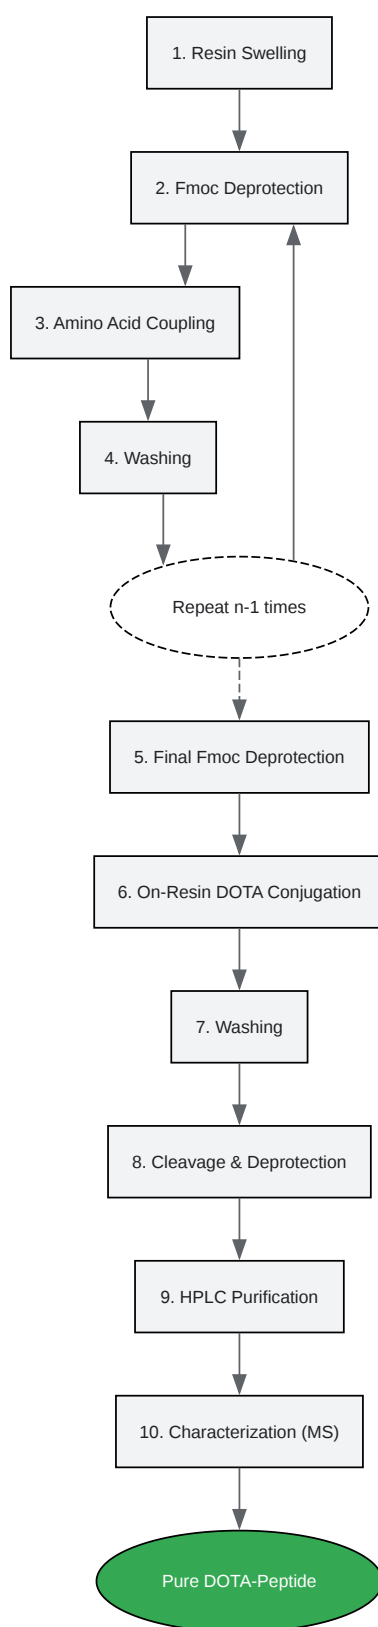 1. Resin Swelling
2. Fmoc Deprotection
3. Amino Acid Coupling
4. Washing
Repeat n-1 times
5. Final Fmoc Deprotection
6. On-Resin DOTA Conjugation
7. Washing
8. Cleavage & Deprotection
9. HPLC Purification
10. Characterization (MS)
Pure DOTA-Peptide